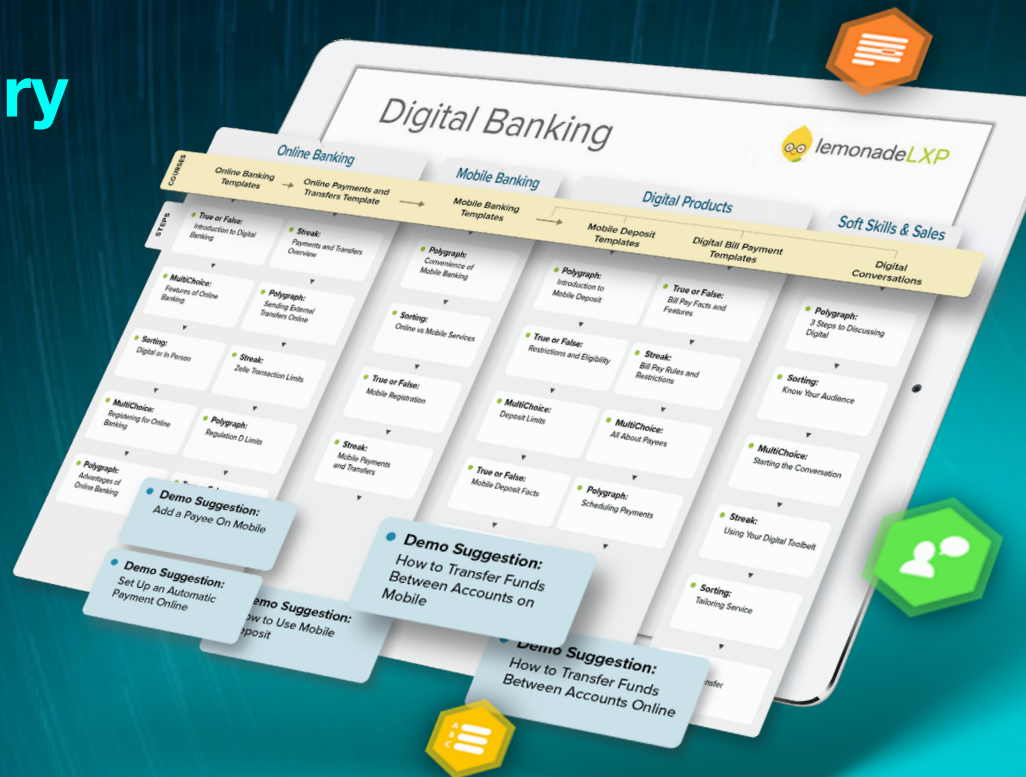 ry
Digital Banking
lemonadeLXP
Online Banking
Mobile Banking
Digital Products
Soft Skills & Sales
COURSES
Online Banking
Templates
Online Payments and
Transfers Template
Mobile Banking
Templates
Mobile Deposit
Templates
Digital Bill Payment
Templates
Digital
Conversations
STEPS
True or False:
Introduction to Digital
Banking
MultiChoice:
Features of Online
Banking
Sorting:
Digital or In Person
MultiChoice:
Registering for Online
Banking
Polygraph:
Advantages of
Online Banking
Streak:
Payments and Transfers
Overview
Polygraph:
Sending External
Transfers Online
Streak:
Zelle Transaction Limits
Polygraph:
Regulation D Limits
Polygraph:
Convenience of
Mobile Banking
Sorting:
Online vs Mobile Services
True or False:
Mobile Registration
Streak:
Mobile Payments
and Transfers
Polygraph:
Introduction to
Mobile Deposit
True or False:
Restrictions and Eligibility
MultiChoice:
Deposit Limits
True or False:
Mobile Deposit Facts
True or False:
Bill Pay Facts and
Features
Streak:
Bill Pay Rules and
Restrictions
MultiChoice:
All About Payees
Polygraph:
Scheduling Payments
Polygraph:
3 Steps to Discussing
Digital
Sorting:
Know Your Audience
MultiChoice:
Starting the Conversation
Streak:
Using Your Digital Toolbelt
Sorting:
Tailoring Service
nsfer
Demo Suggestion:
Add a Payee On Mobile
Demo Suggestion:
Set Up an Automatic
Payment Online
emo Suggestion:
ow to Use Mobile
eposit
Demo Suggestion:
How to Transfer Funds
Between Accounts on
Mobile
Demo Suggestion:
How to Transfer Funds
Between Accounts Online
A
B
C